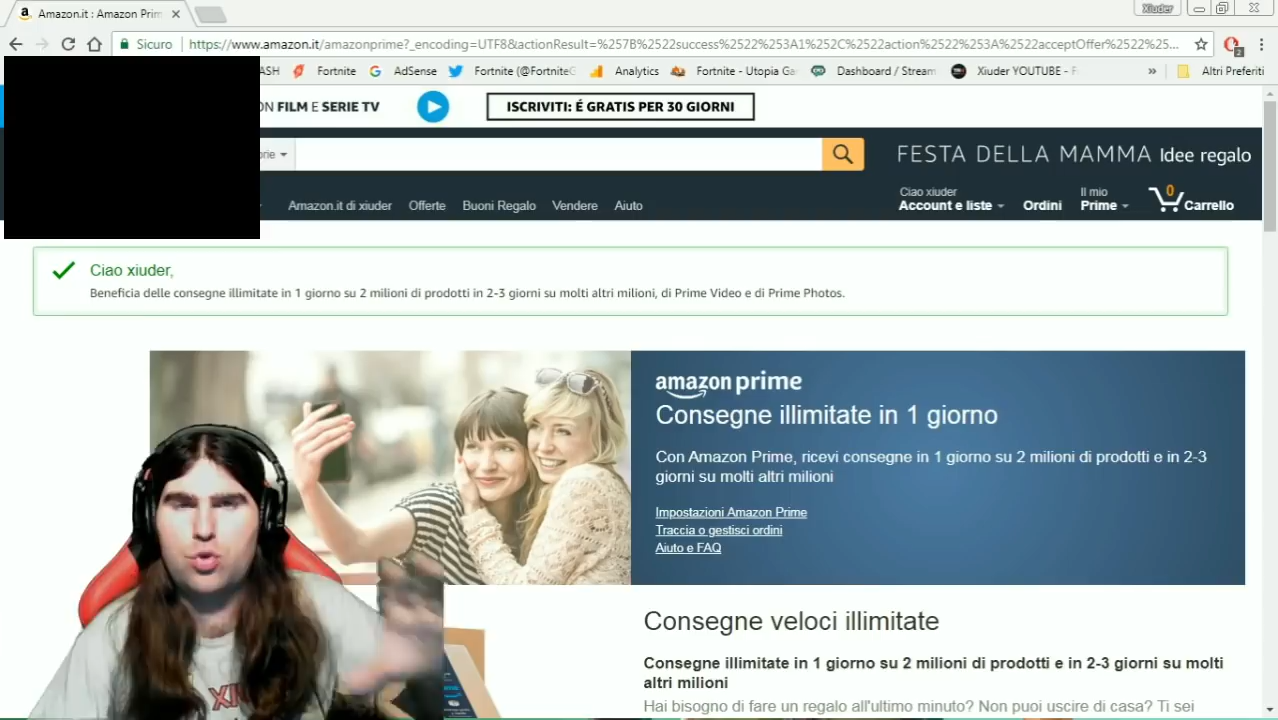 Amazon.it : Amazon Prim
Xiuder
Sicuro
https://www.amazon.it/amazonprime?_encoding=UTF8&actionResult=%257B%2522success%2522%253A1%252C%2522action%2522%253A%2522acceptOffer%2522%25...
2
ASH
Fortnite
AdSense
Fortnite (@FortniteG
Analytics
Fortnite - Utopia Ga
Dashboard / Stream
Xiuder YOUTUBE - F
»
Altri Preferiti
ON FILM E SERIE TV
ISCRIVITI: É GRATIS PER 30 GIORNI
orie
FESTA DELLA MAMMA Idee regalo
Amazon.it di xiuder
Offerte
Buoni Regalo
Vendere
Aiuto
Ciao xiuder
Account e liste
Ordini
Il mio
Prime
0
Carrello
Ciao xiuder,
Beneficia delle consegne illimitate in 1 giorno su 2 milioni di prodotti in 2-3 giorni su molti altri milioni, di Prime Video e di Prime Photos.
amazon prime
Consegne illimitate in 1 giorno
Con Amazon Prime, ricevi consegne in 1 giorno su 2 milioni di prodotti e in 2-3
giorni su molti altri milioni
Impostazioni Amazon Prime
Traccia o gestisci ordini
Aiuto e FAQ
Consegne veloci illimitate
Consegne illimitate in 1 giorno su 2 milioni di prodotti e in 2-3 giorni su molti
altri milioni
Hai bisogno di fare un regalo all'ultimo minuto? Non puoi uscire di casa? Ti sei